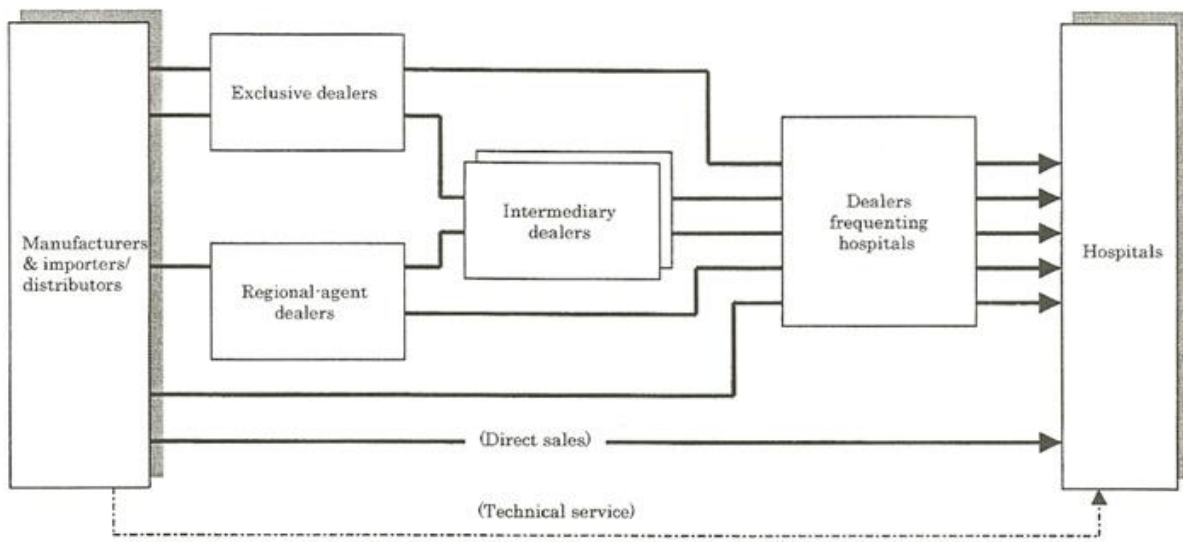 Exclusive dealers
Manufacturers
& importers/
distributors
Intermediary
dealers
Regional-agent
dealers
Dealers
frequenting
hospitals
Hospitals
(Direct sales)
(Technical service)